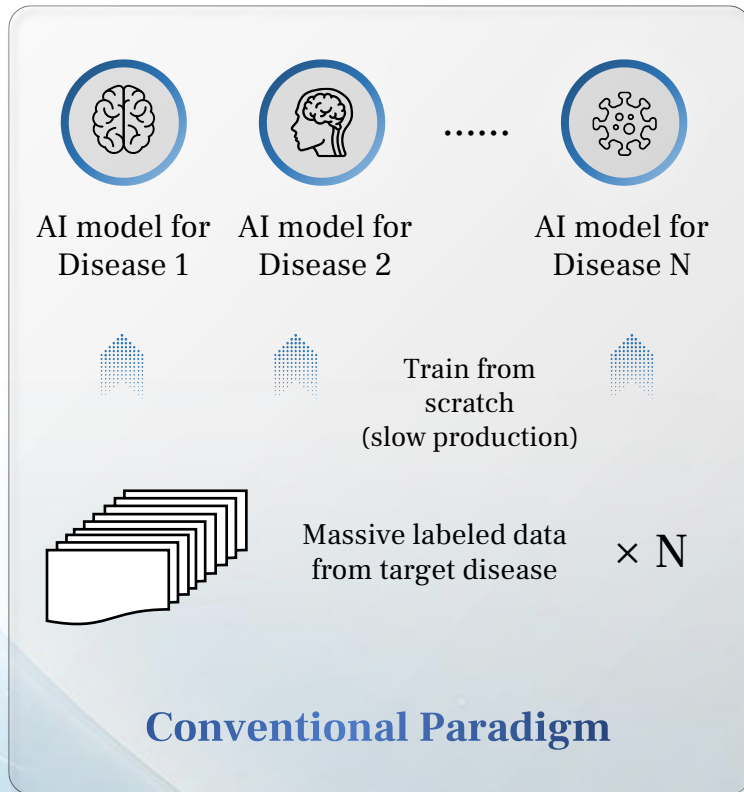 ......
AI model for
Disease 1
AI model for
Disease 2
AI model for
Disease N
Train from
scratch
(slow production)
Massive labeled data
from target disease
× N
Conventional Paradigm